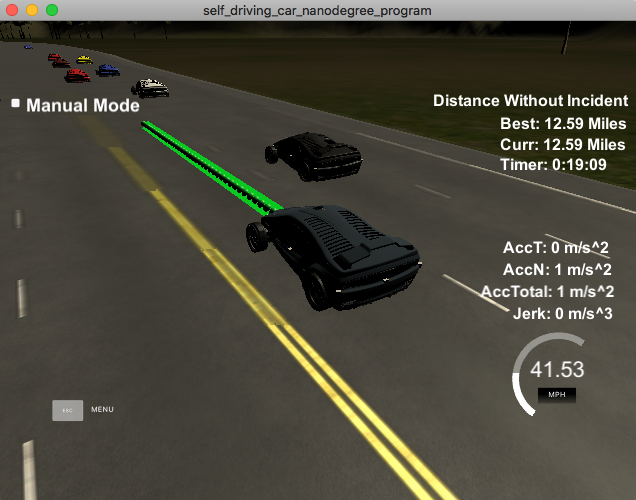 self_driving_car_nanodegree_program
Manual Mode
Distance Without Incident
Best: 12.59 Miles
Curr: 12.59 Miles
Timer: 0:19:09
AccT: 0 m/s^2
AccN: 1 m/s^2
AccTotal: 1 m/s^2
Jerk: 0 m/s^3
41.53
MPH
ESC MENU